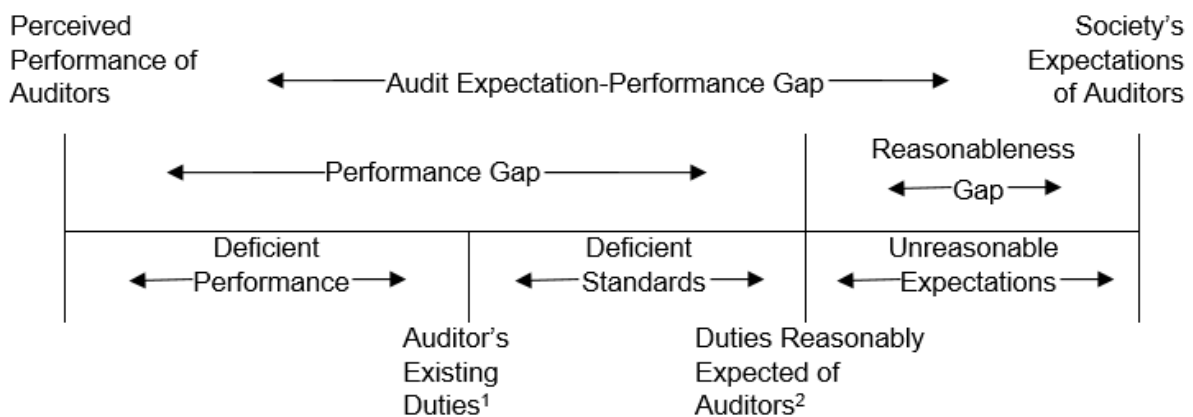 Perceived
Performance of
Auditors
Society's
Expectations
of Auditors
Audit Expectation-Performance Gap
Performance Gap
Reasonableness
Gap
Deficient
Performance
Deficient
Standards
Unreasonable
Expectations
Auditor's
Existing
Duties¹
Duties Reasonably
Expected of
Auditors²